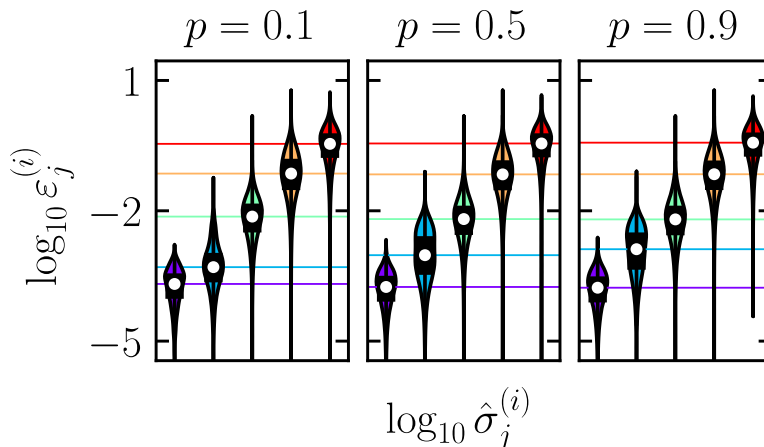 p = 0.1
p = 0.5
p = 0.9
log₁₀ ε_j^(i)
1
−2
−5
log₁₀ σ̂_j^(i)